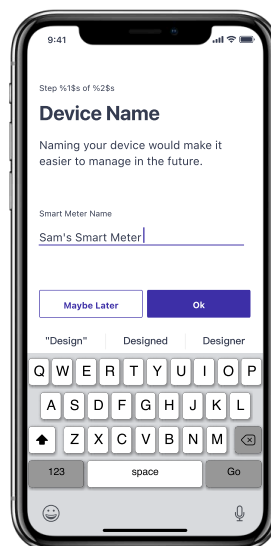 9:41
Step %1$s of %2$s
Device Name
Naming your device would make it
easier to manage in the future.
Smart Meter Name
Sam's Smart Meter
Maybe Later Ok
"Design" Designed Designer
Q W E R T Y U I O P
A S D F G H J K L
Z X C V B N M
123 space Go